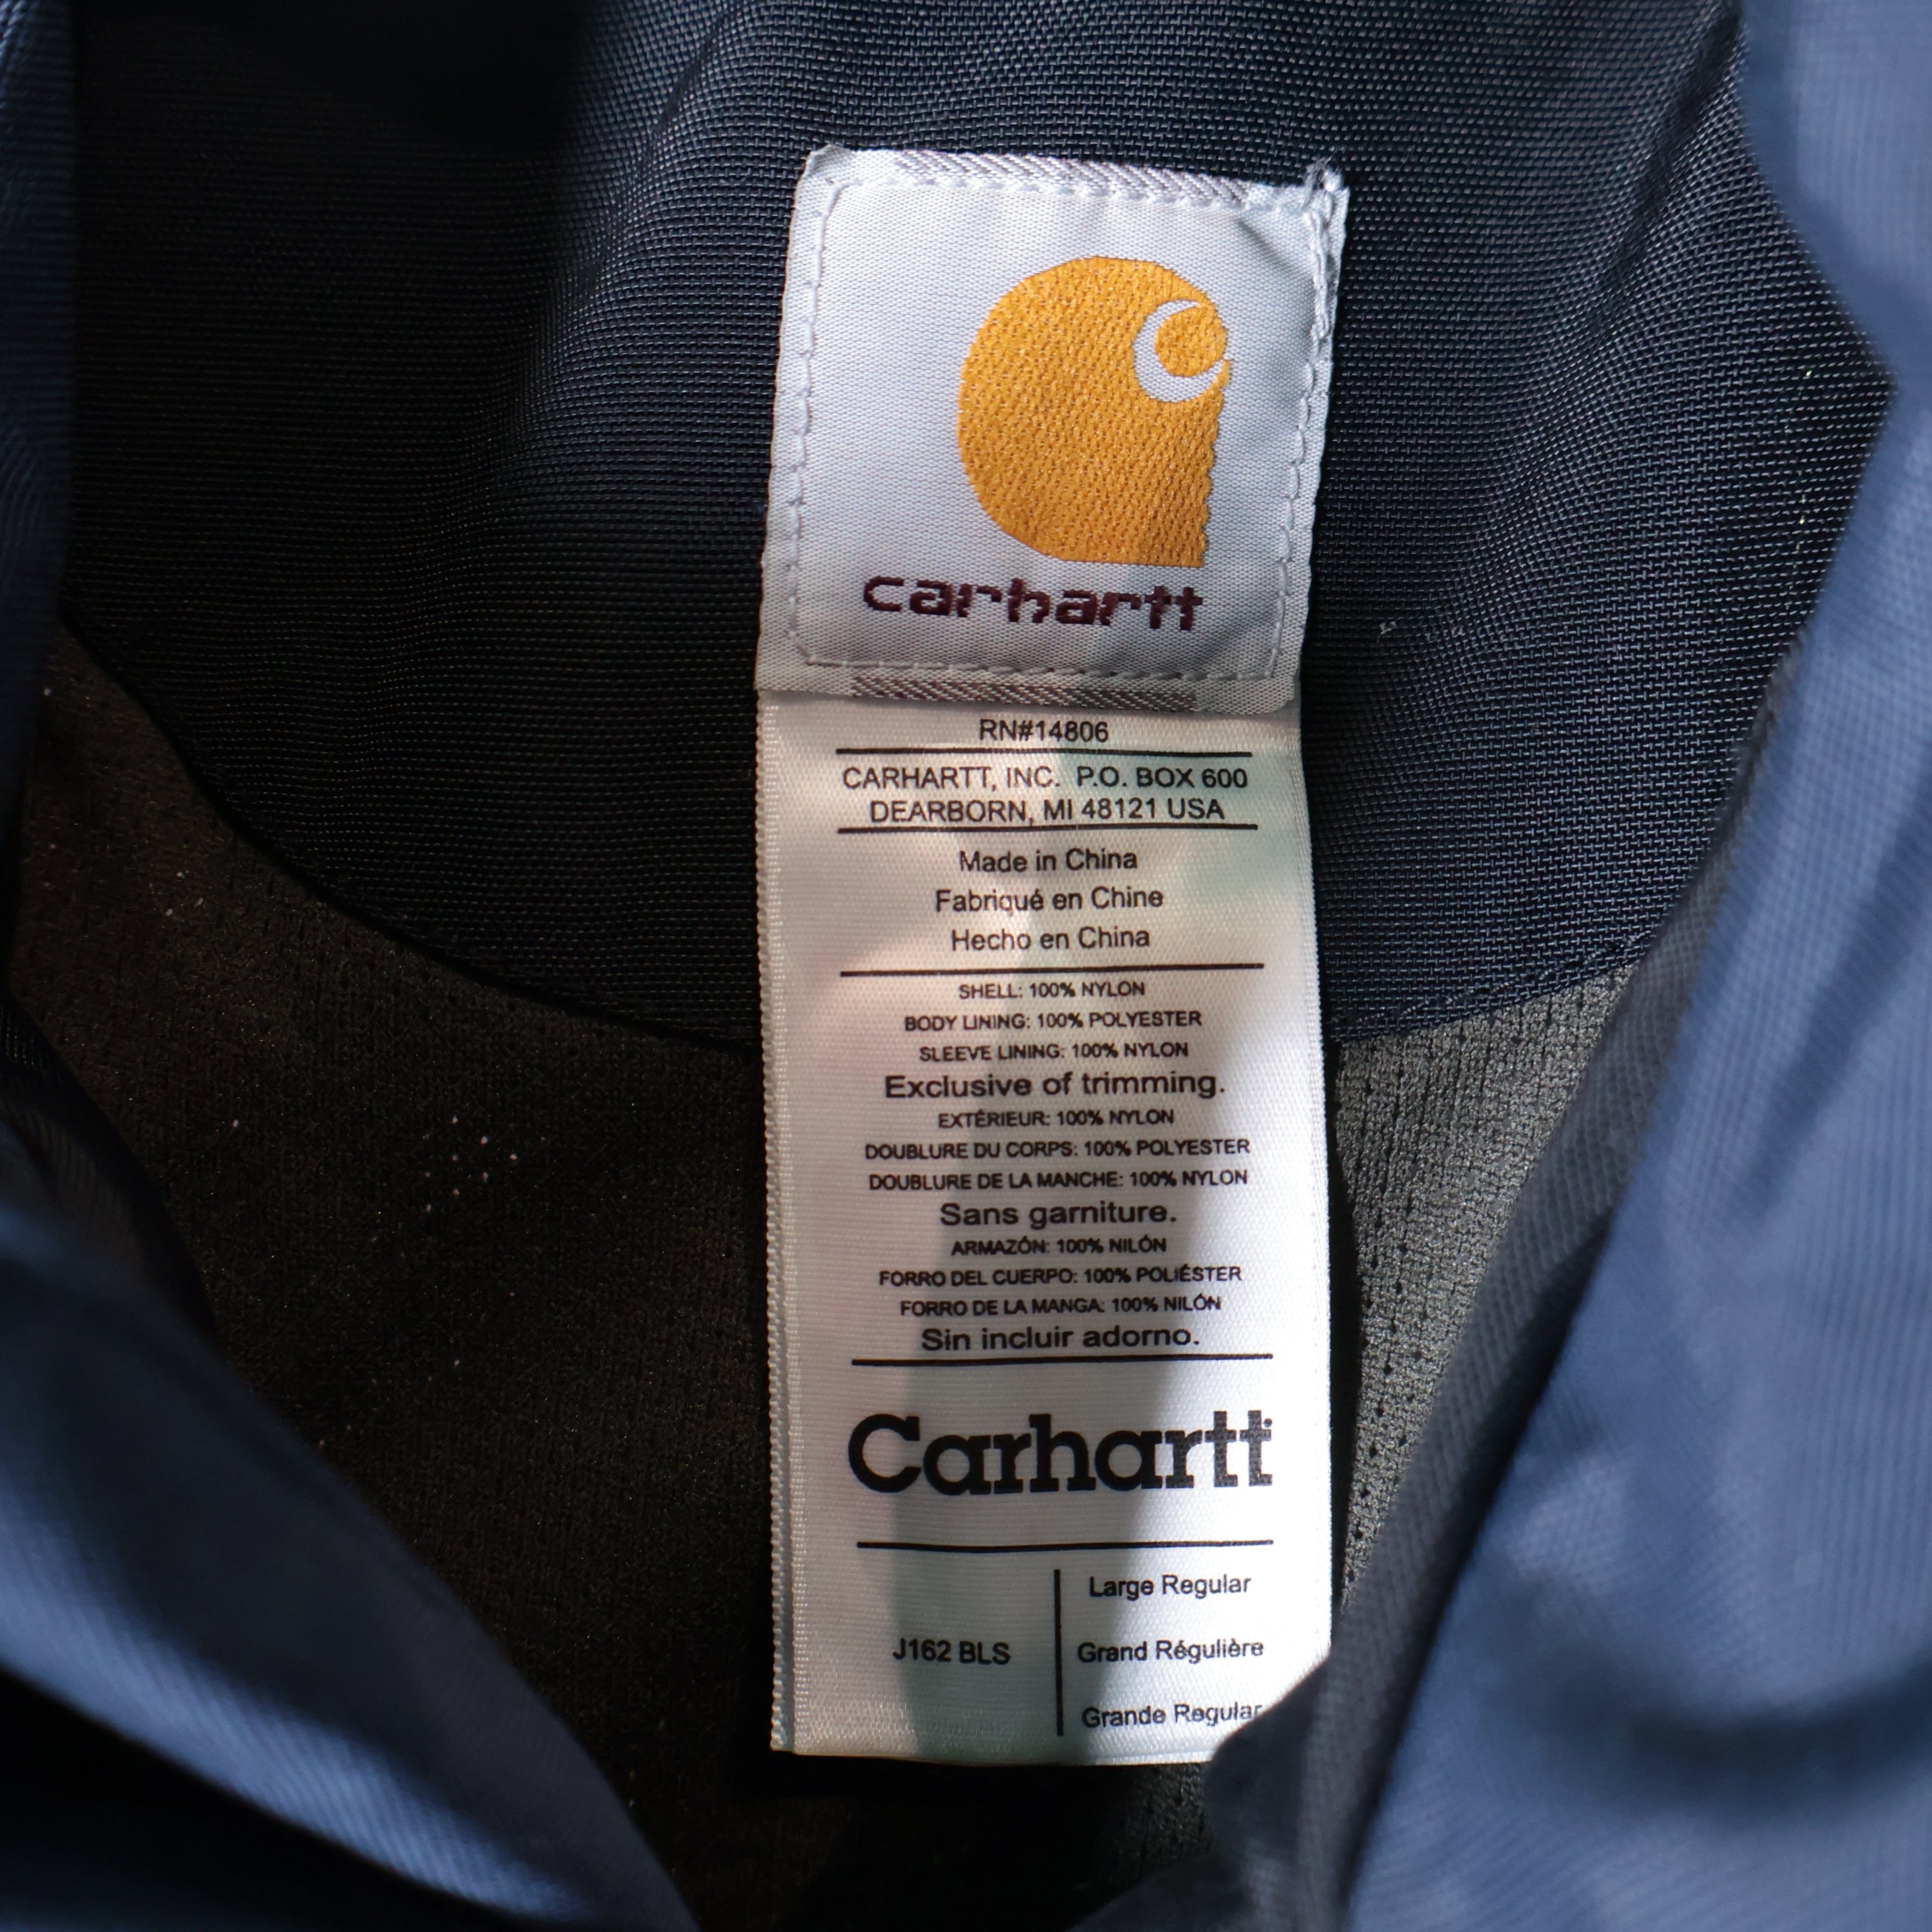 carhartt
RN#14806
CARHARTT, INC. P.O. BOX 600
DEARBORN, MI 48121 USA
Made in China
Fabriqué en Chine
Hecho en China
SHELL: 100% NYLON
BODY LINING: 100% POLYESTER
SLEEVE LINING: 100% NYLON
Exclusive of trimming.
EXTÉRIEUR: 100% NYLON
DOUBLURE DU CORPS: 100% POLYESTER
DOUBLURE DE LA MANCHE: 100% NYLON
Sans garniture.
ARMAZÓN: 100% NILÓN
FORRO DEL CUERPO: 100% POLIÉSTER
FORRO DE LA MANGA: 100% NILÓN
Sin incluir adorno.
Carhartt
J162 BLS
Large Regular
Grand Régulière
Grande Regular